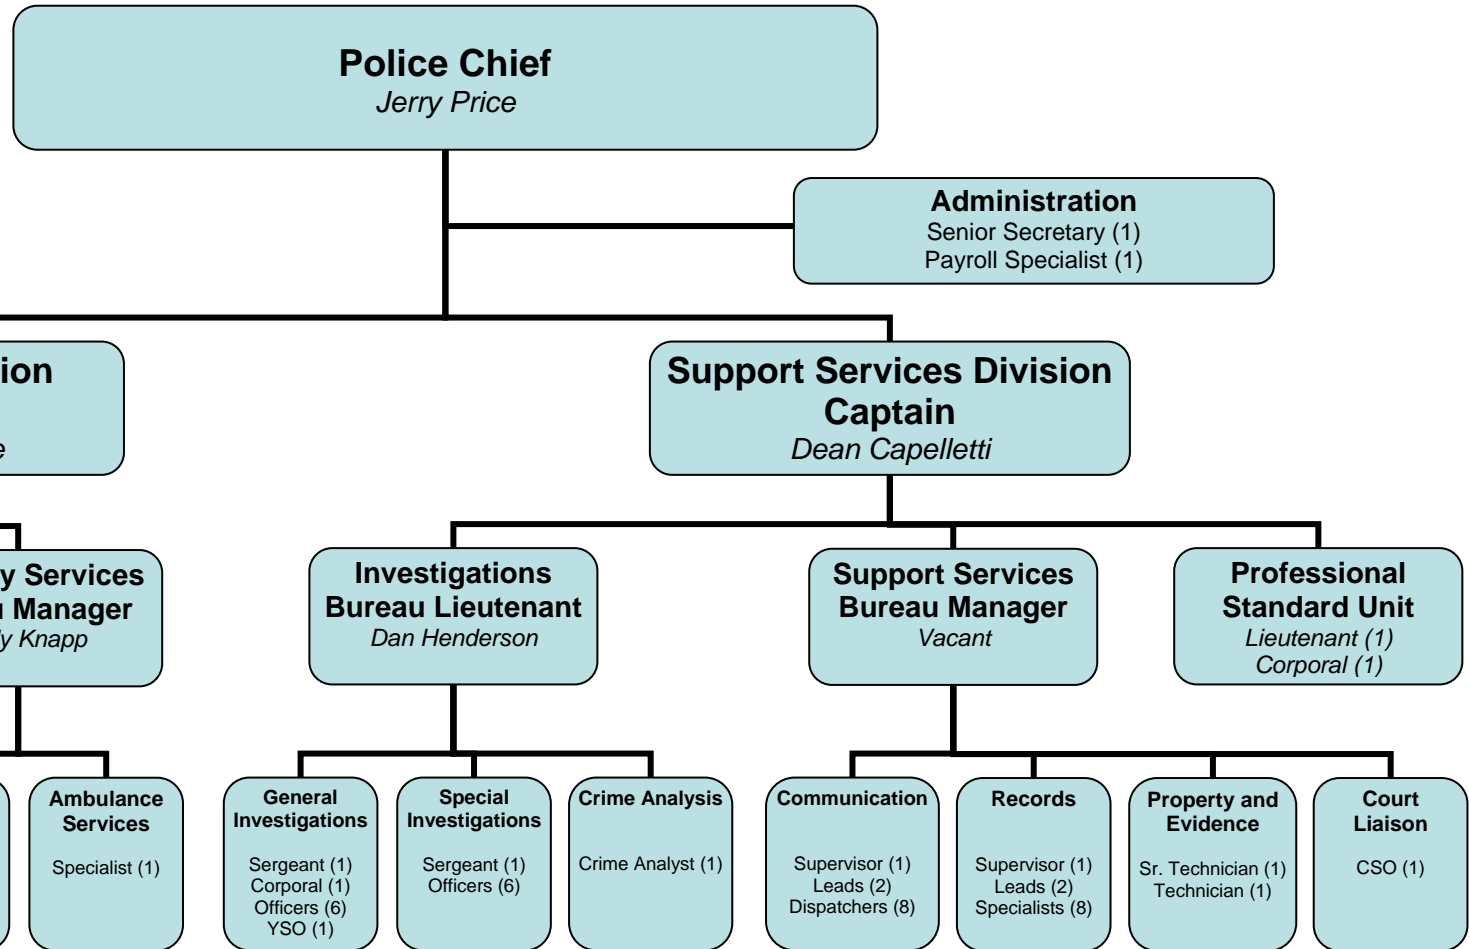 Police Chief
Jerry Price
Administration
Senior Secretary (1)
Payroll Specialist (1)
Support Services Division
Captain
Dean Capelletti
Services
Manager
Knapp
Investigations
Bureau Lieutenant
Dan Henderson
Support Services
Bureau Manager
Vacant
Professional
Standard Unit
Lieutenant (1)
Corporal (1)
Ambulance
Services
Specialist (1)
General
Investigations
Sergeant (1)
Corporal (1)
Officers (6)
YSO (1)
Special
Investigations
Sergeant (1)
Officers (6)
Crime Analysis
Crime Analyst (1)
Communication
Supervisor (1)
Leads (2)
Dispatchers (8)
Records
Supervisor (1)
Leads (2)
Specialists (8)
Property and
Evidence
Sr. Technician (1)
Technician (1)
Court
Liaison
CSO (1)